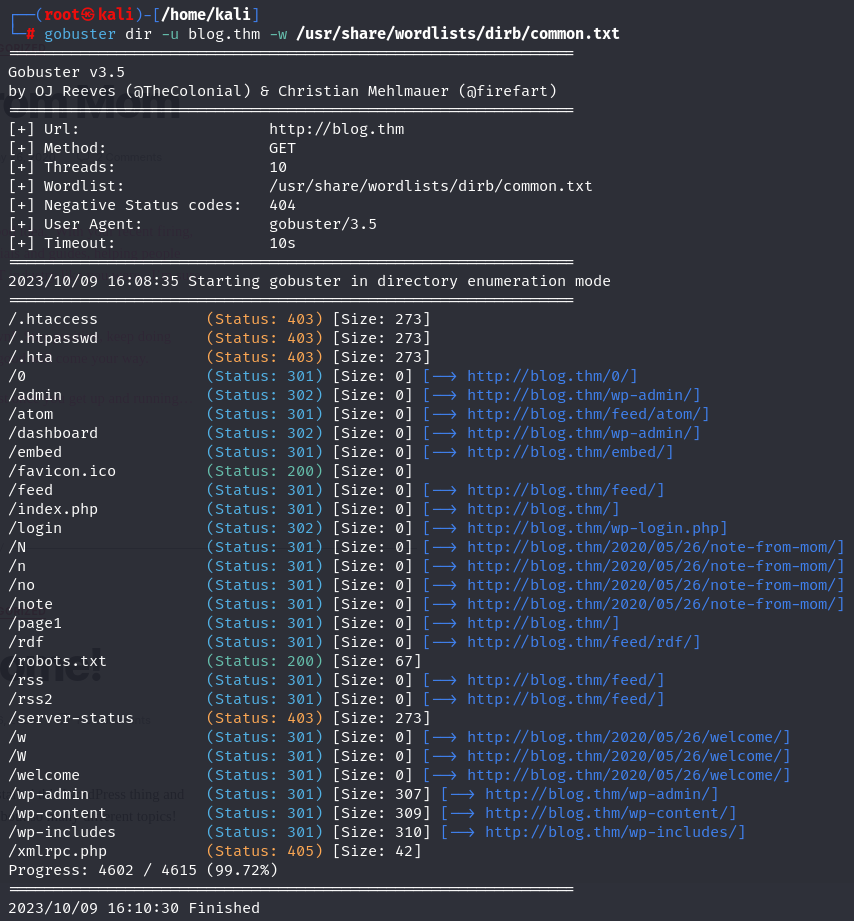 ┌──(root㉿kali)-[/home/kali]
└─# gobuster dir -u blog.thm -w /usr/share/wordlists/dirb/common.txt
===============================================================
Gobuster v3.5
by OJ Reeves (@TheColonial) & Christian Mehlmauer (@firefart)
===============================================================
[+] Url:                     http://blog.thm
[+] Method:                  GET
[+] Threads:                 10
[+] Wordlist:                /usr/share/wordlists/dirb/common.txt
[+] Negative Status codes:   404
[+] User Agent:              gobuster/3.5
[+] Timeout:                 10s
===============================================================
2023/10/09 16:08:35 Starting gobuster in directory enumeration mode
===============================================================
/.htaccess            (Status: 403) [Size: 273]
/.htpasswd            (Status: 403) [Size: 273]
/.hta                 (Status: 403) [Size: 273]
/0                    (Status: 301) [Size: 0] [--> http://blog.thm/0/]
/admin                (Status: 302) [Size: 0] [--> http://blog.thm/wp-admin/]
/atom                 (Status: 301) [Size: 0] [--> http://blog.thm/feed/atom/]
/dashboard            (Status: 302) [Size: 0] [--> http://blog.thm/wp-admin/]
/embed                (Status: 301) [Size: 0] [--> http://blog.thm/embed/]
/favicon.ico          (Status: 200) [Size: 0]
/feed                 (Status: 301) [Size: 0] [--> http://blog.thm/feed/]
/index.php            (Status: 301) [Size: 0] [--> http://blog.thm/]
/login                (Status: 302) [Size: 0] [--> http://blog.thm/wp-login.php]
/N                    (Status: 301) [Size: 0] [--> http://blog.thm/2020/05/26/note-from-mom/]
/n                    (Status: 301) [Size: 0] [--> http://blog.thm/2020/05/26/note-from-mom/]
/no                   (Status: 301) [Size: 0] [--> http://blog.thm/2020/05/26/note-from-mom/]
/note                 (Status: 301) [Size: 0] [--> http://blog.thm/2020/05/26/note-from-mom/]
/page1                (Status: 301) [Size: 0] [--> http://blog.thm/]
/rdf                  (Status: 301) [Size: 0] [--> http://blog.thm/feed/rdf/]
/robots.txt           (Status: 200) [Size: 67]
/rss                  (Status: 301) [Size: 0] [--> http://blog.thm/feed/]
/rss2                 (Status: 301) [Size: 0] [--> http://blog.thm/feed/]
/server-status        (Status: 403) [Size: 273]
/w                    (Status: 301) [Size: 0] [--> http://blog.thm/2020/05/26/welcome/]
/W                    (Status: 301) [Size: 0] [--> http://blog.thm/2020/05/26/welcome/]
/welcome              (Status: 301) [Size: 0] [--> http://blog.thm/2020/05/26/welcome/]
/wp-admin             (Status: 301) [Size: 307] [--> http://blog.thm/wp-admin/]
/wp-content           (Status: 301) [Size: 309] [--> http://blog.thm/wp-content/]
/wp-includes          (Status: 301) [Size: 310] [--> http://blog.thm/wp-includes/]
/xmlrpc.php           (Status: 405) [Size: 42]
Progress: 4602 / 4615 (99.72%)
===============================================================
2023/10/09 16:10:30 Finished